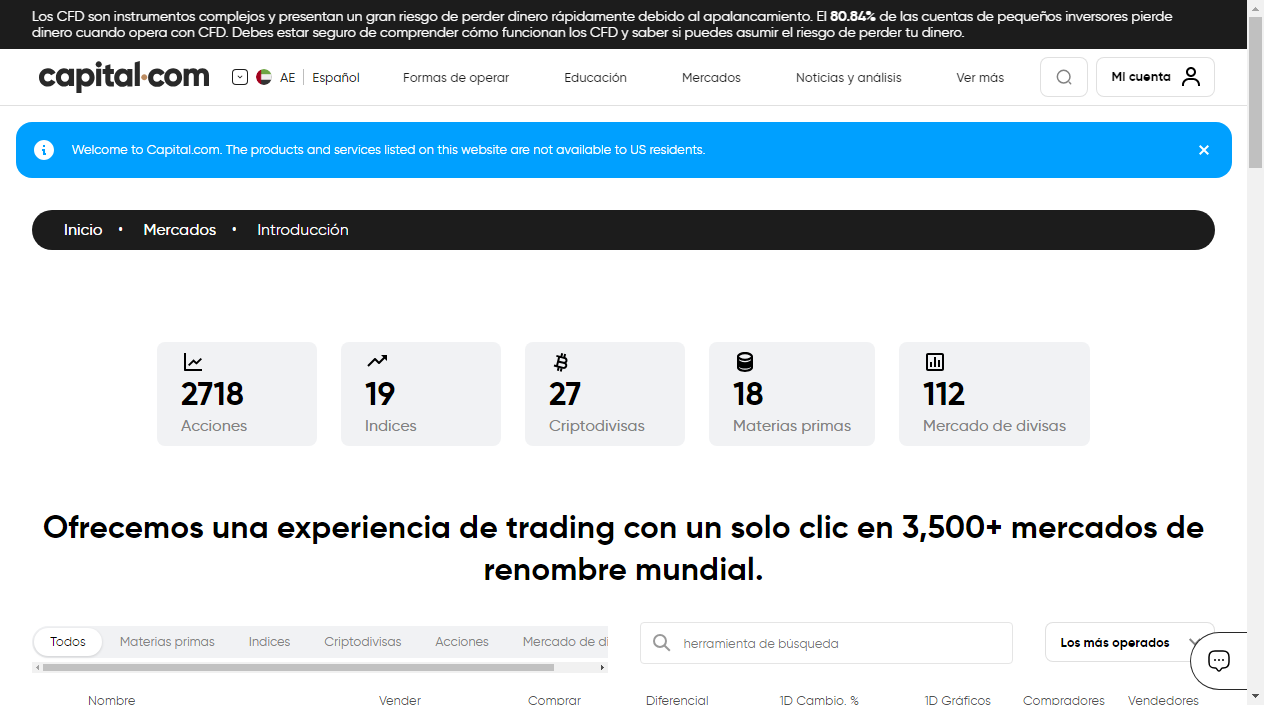 Los CFD son instrumentos complejos y presentan un gran riesgo de perder dinero rápidamente debido al apalancamiento. El 80.84% de las cuentas de pequeños inversores pierde
dinero cuando opera con CFD. Debes estar seguro de comprender cómo funcionan los CFD y saber si puedes asumir el riesgo de perder tu dinero.
capital.com AE Español Formas de operar Educación Mercados Noticias y análisis Ver más Mi cuenta
Welcome to Capital.com. The products and services listed on this website are not available to US residents.
Inicio • Mercados • Introducción
2718 19 27 18 112
Acciones Indices Criptodivisas Materias primas Mercado de divisas
Ofrecemos una experiencia de trading con un solo clic en 3,500+ mercados de
renombre mundial.
Todos Materias primas Indices Criptodivisas Acciones Mercado de di herramienta de búsqueda Los más operados
Nombre Vender Comprar Diferencial 1D Cambio, % 1D Gráficos Compradores Vendedores